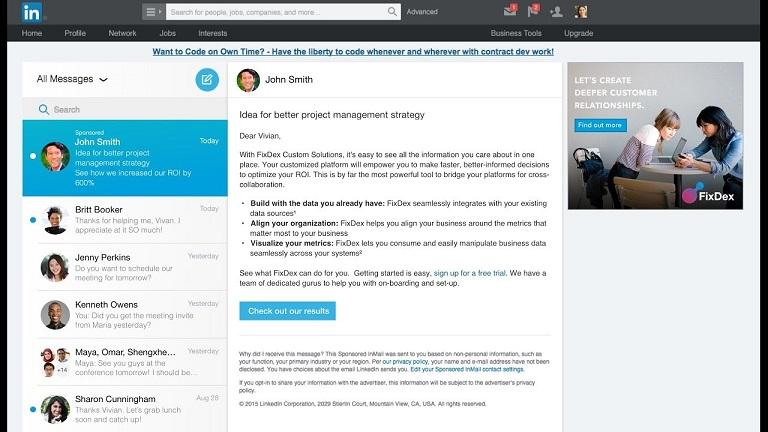 in
Search for people, jobs, companies, and more...
Advanced
Home Profile Network Jobs Interests Business Tools Upgrade
Want to Code on Own Time? - Have the liberty to code whenever and wherever with contract dev work!
All Messages
Search
Sponsored
John Smith Today
Idea for better project
management strategy
See how we increased our ROI by
600%
Britt Booker Today
Thanks for helping me, Vivan. I
appreciate it SO much!
Jenny Perkins Yesterday
Do you want to schedule our
meeting for tomorrow?
Kenneth Owens Yesterday
You: Did you get the meeting invite
from Maria yesterday?
+14
Maya, Omar, Shengxhe... Yesterday
Maya: See you guys at the
conference tomorrow! I should be...
Sharon Cunningham Aug 28
Thanks Vivan. Let's grab lunch
soon and catch up!
John Smith
Idea for better project management strategy
Dear Vivian,
With FixDex Custom Solutions, it's easy to see all the information you care about in one
place. Your customized platform will empower you to make faster, better-informed decisions
to optimize your ROI. This is by far the most powerful tool to bridge your platforms for cross-
collaboration.
• Build with the data you already have: FixDex seamlessly integrates with your existing
data sources¹
• Align your organization: FixDex helps you align your business around the metrics that
matter most to your business
• Visualize your metrics: FixDex lets you consume and easily manipulate business data
seamlessly across your systems²
See what FixDex can do for you. Getting started is easy, sign up for a free trial. We have a
team of dedicated gurus to help you with on-boarding and set-up.
Check out our results
Why did I receive this message? This Sponsored InMail was sent to you based on non-personal information, such as
your function, your primary industry or your region. Per our privacy policy, your name and e-mail address have not been
disclosed. You have choices about the email LinkedIn sends you. Edit your Sponsored InMail contact settings.
If you opt-in to share your information with the advertiser, this information will be subject to the advertiser's privacy
policy.
© 2015 LinkedIn Corporation, 2029 Stierlin Court, Mountain View, CA, USA. All rights reserved.
LET'S CREATE
DEEPER CUSTOMER
RELATIONSHIPS.
Find out more
FixDex